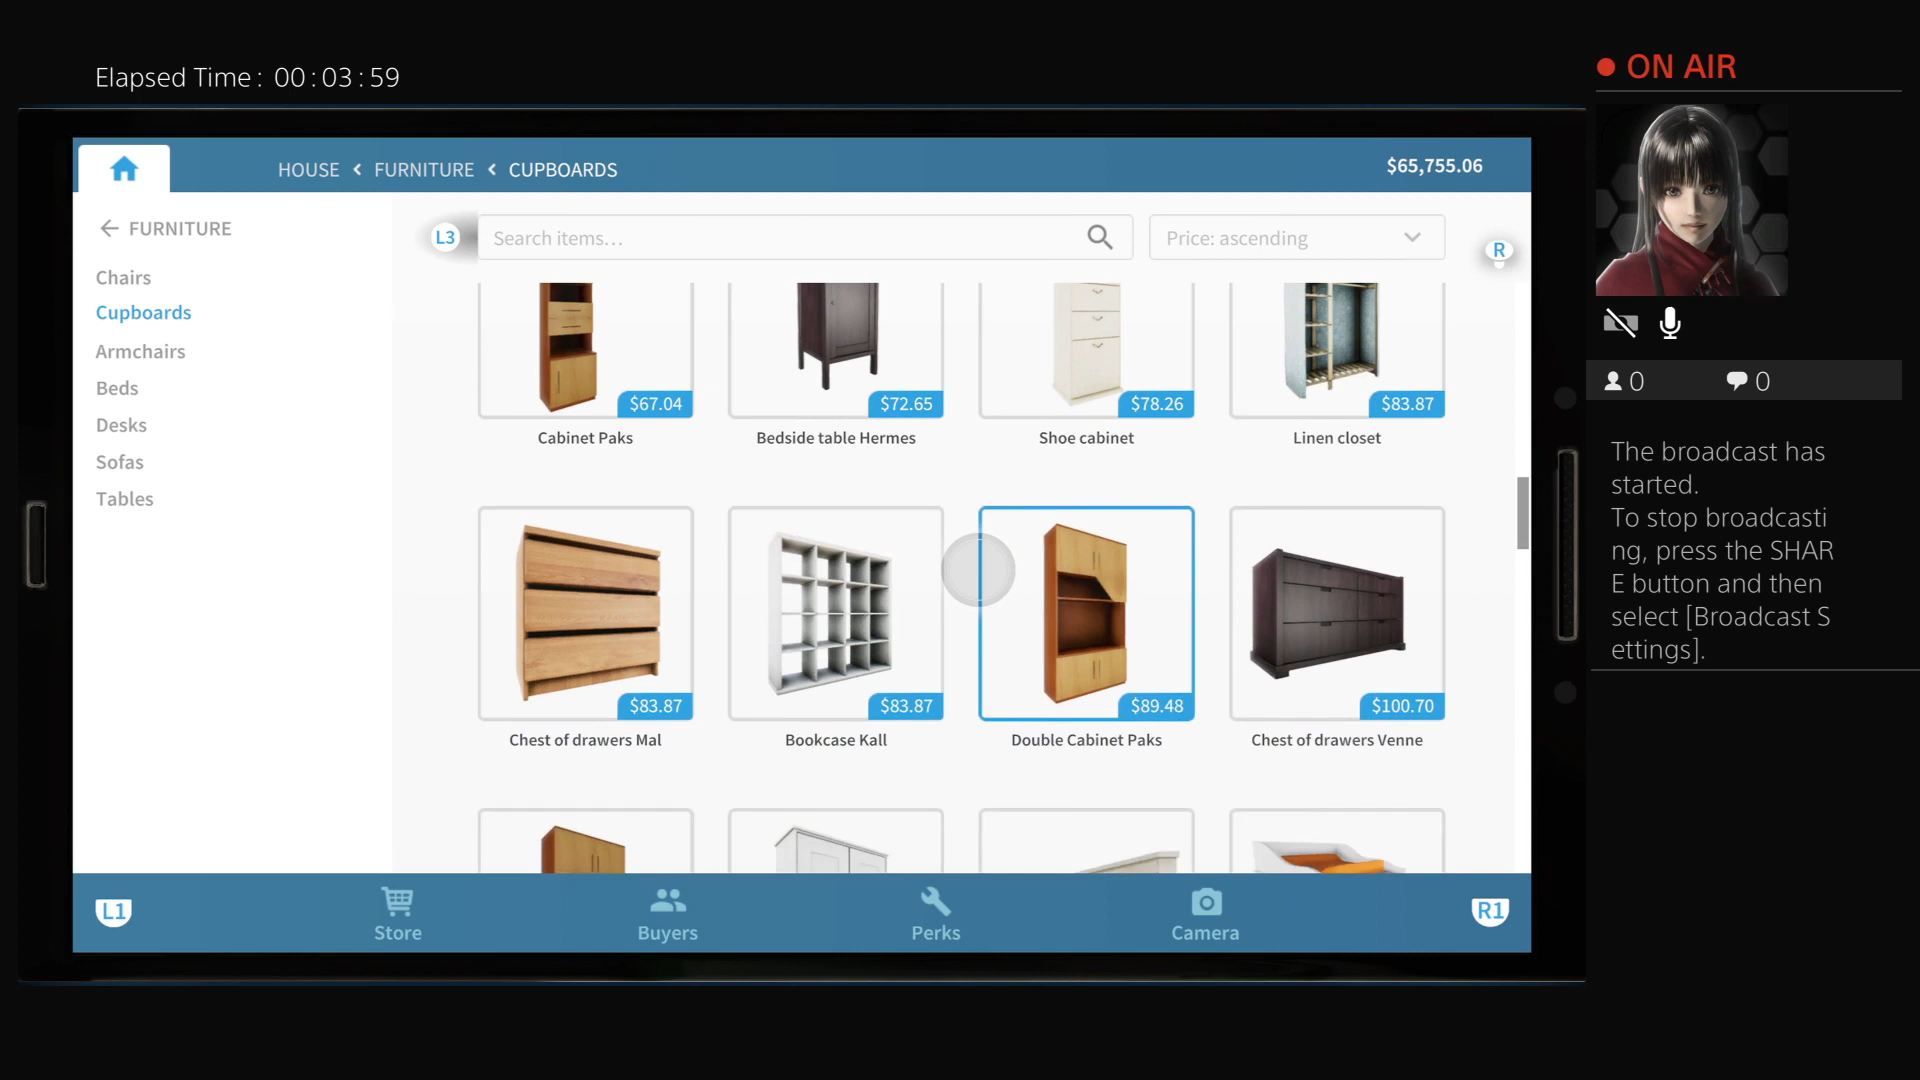 Elapsed Time: 00:03:59
ON AIR
HOUSE < FURNITURE < CUPBOARDS
$65,755.06
FURNITURE
Chairs
Cupboards
Armchairs
Beds
Desks
Sofas
Tables
L3
Search items...
Price: ascending
R
$67.04
$72.65
$78.26
$83.87
Cabinet Paks
Bedside table Hermes
Shoe cabinet
Linen closet
$83.87
$83.87
$89.48
$100.70
Chest of drawers Mal
Bookcase Kall
Double Cabinet Paks
Chest of drawers Venne
L1
Store
Buyers
Perks
Camera
R1
0
0
The broadcast has
started.
To stop broadcasti
ng, press the SHAR
E button and then
select [Broadcast S
ettings].